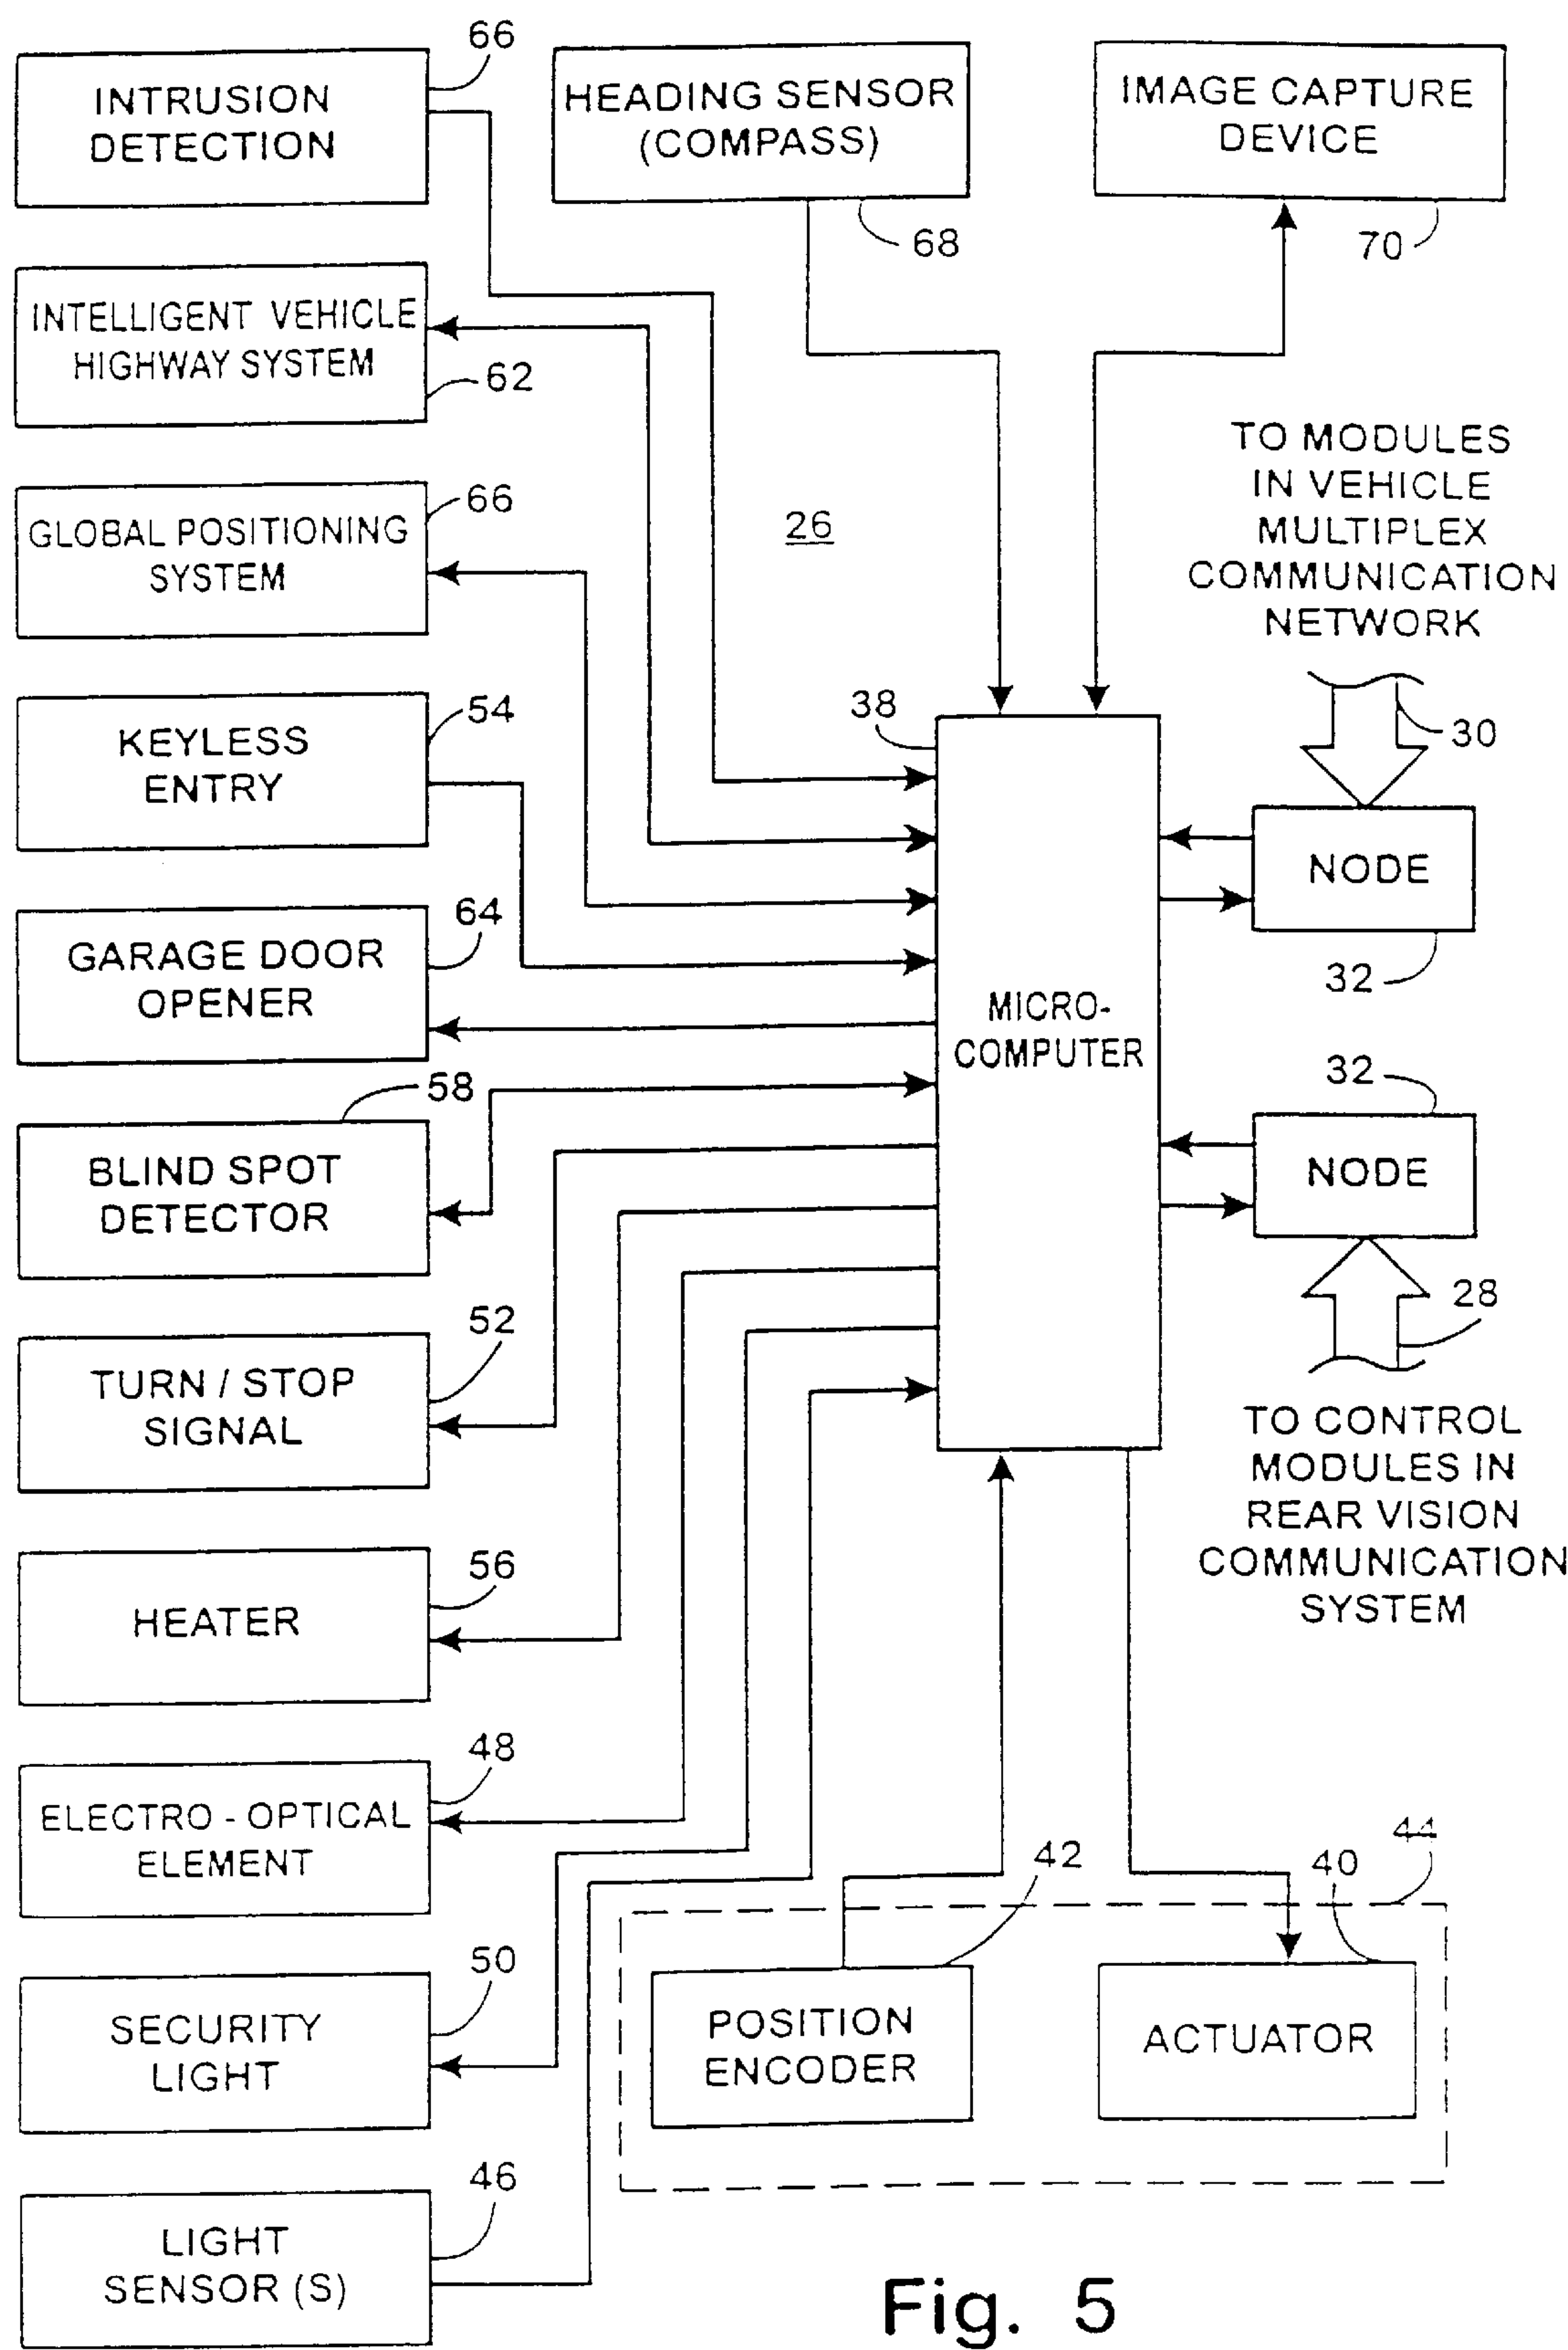 66
INTRUSION
DETECTION
HEADING SENSOR
(COMPASS)
68
IMAGE CAPTURE
DEVICE
70
INTELLIGENT VEHICLE
HIGHWAY SYSTEM
62
TO MODULES
IN VEHICLE
MULTIPLEX
COMMUNICATION
NETWORK
66
GLOBAL POSITIONING
SYSTEM
26
30
54
KEYLESS
ENTRY
38
NODE
32
64
GARAGE DOOR
OPENER
MICRO-
COMPUTER
58
BLIND SPOT
DETECTOR
32
NODE
28
52
TURN / STOP
SIGNAL
TO CONTROL
MODULES IN
REAR VISION
COMMUNICATION
SYSTEM
56
HEATER
48
ELECTRO - OPTICAL
ELEMENT
42
40
44
50
SECURITY
LIGHT
POSITION
ENCODER
ACTUATOR
46
LIGHT
SENSOR (S)
Fig. 5